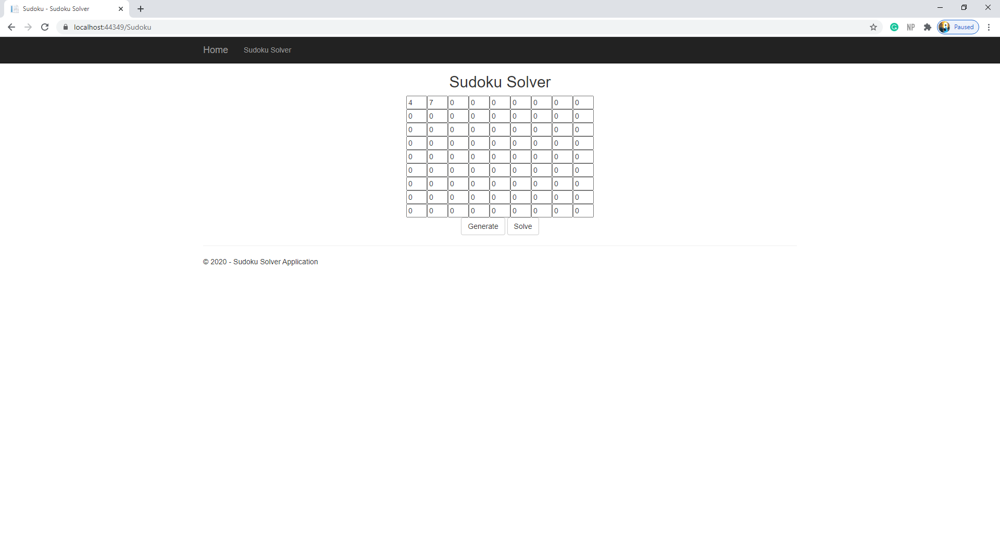 Sudoku - Sudoku Solver
localhost:44349/Sudoku
NP
Paused
Home Sudoku Solver
Sudoku Solver
4 7 0 0 0 0 0 0 0
0 0 0 0 0 0 0 0 0
0 0 0 0 0 0 0 0 0
0 0 0 0 0 0 0 0 0
0 0 0 0 0 0 0 0 0
0 0 0 0 0 0 0 0 0
0 0 0 0 0 0 0 0 0
0 0 0 0 0 0 0 0 0
0 0 0 0 0 0 0 0 0
Generate Solve
© 2020 - Sudoku Solver Application